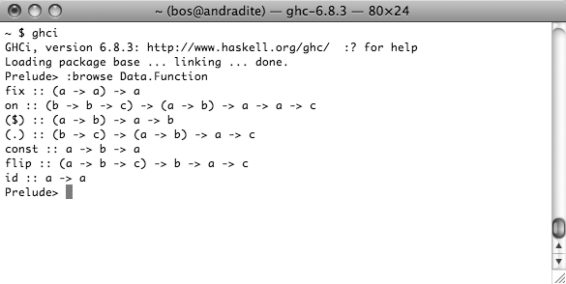 ~ (bos@andradite) — ghc-6.8.3 — 80×24
~ $ ghci
GHCi, version 6.8.3: http://www.haskell.org/ghc/  :? for help
Loading package base ... linking ... done.
Prelude> :browse Data.Function
fix :: (a -> a) -> a
on :: (b -> b -> c) -> (a -> b) -> a -> a -> c
($) :: (a -> b) -> a -> b
(.) :: (b -> c) -> (a -> b) -> a -> c
const :: a -> b -> a
flip :: (a -> b -> c) -> b -> a -> c
id :: a -> a
Prelude>